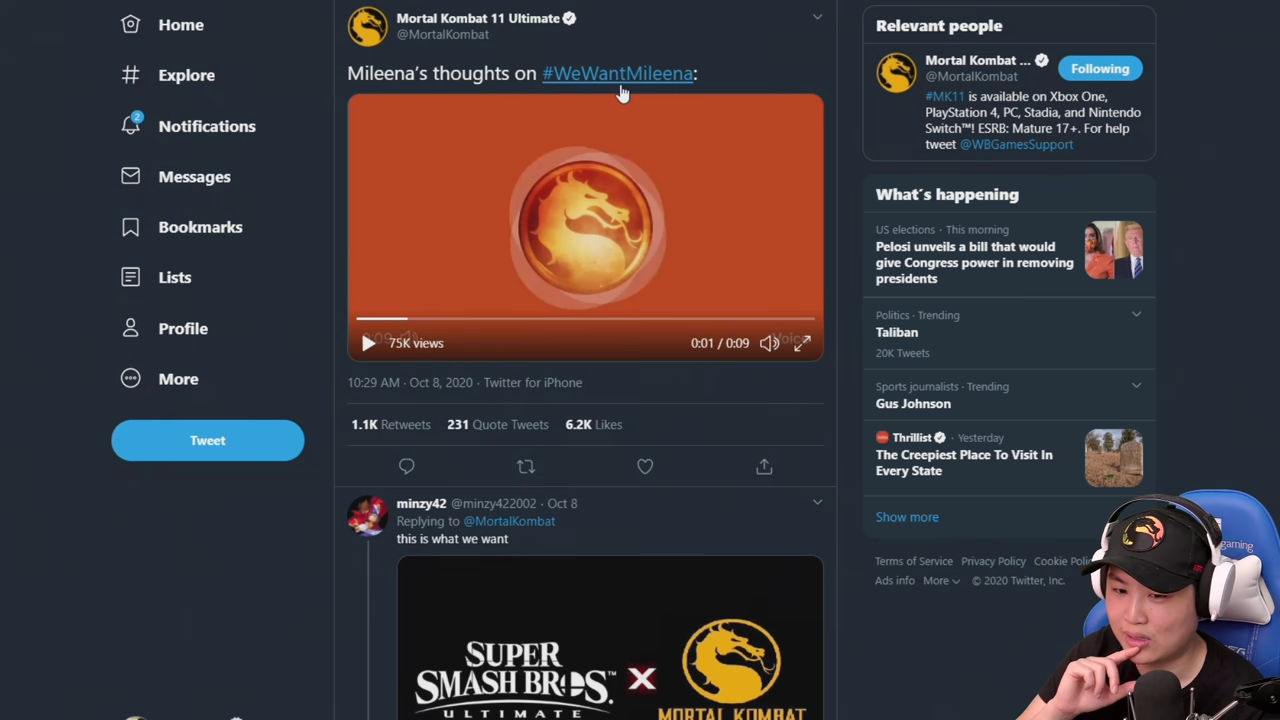 Home
Explore
2
Notifications
Messages
Bookmarks
Lists
Profile
More
Tweet
Mortal Kombat 11 Ultimate
@MortalKombat
Mileena's thoughts on #WeWantMileena:
75K views
0:01 / 0:09
10:29 AM · Oct 8, 2020 · Twitter for iPhone
1.1K Retweets 231 Quote Tweets 6.2K Likes
minzy42 @minzy422002 · Oct 8
Replying to @MortalKombat
this is what we want
SUPER
SMASH BROS.™
ULTIMATE
X
MORTAL KOMBAT
Relevant people
Mortal Kombat ...
@MortalKombat
Following
#MK11 is available on Xbox One,
PlayStation 4, PC, Stadia, and Nintendo
Switch™! ESRB: Mature 17+. For help
tweet @WBGamesSupport
What's happening
US elections · This morning
Pelosi unveils a bill that would
give Congress power in removing
presidents
Politics · Trending
Taliban
20K Tweets
Sports journalists · Trending
Gus Johnson
Thrillist · Yesterday
The Creepiest Place To Visit In
Every State
Show more
Terms of Service Privacy Policy Cookie
Ads info More © 2020 Twitter, Inc.
gaming